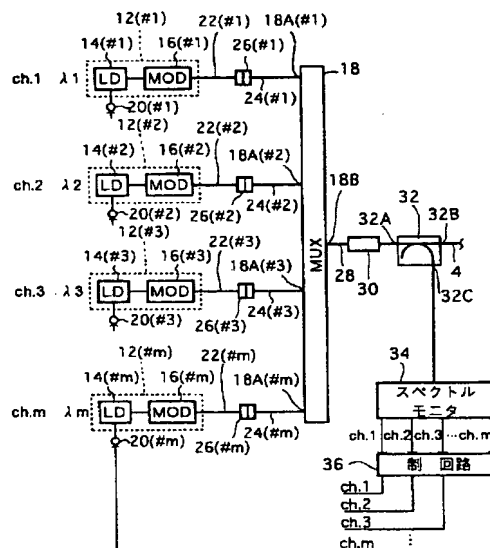 12(#1)
14(#1) 16(#1) 22(#1) 26(#1) 18A(#1)
18
ch.1 λ1 LD MOD
20(#1) 24(#1)
12(#2)
14(#2) 16(#2) 22(#2)
18A(#2)
ch.2 λ2 LD MOD
20(#2) 26(#2) 24(#2)
12(#3)
18B 32A 32 32B
MUX
28 30 32C 4
14(#3) 16(#3) 22(#3) 18A(#3)
ch.3 λ3 LD MOD
20(#3) 26(#3) 24(#3)
12(#m)
14(#m) 16(#m) 22(#m) 18A(#m)
ch.m λm LD MOD
20(#m) 26(#m) 24(#m)
34
スペクトル
モニタ
ch.1 ch.2 ch.3 …ch.m
36
制 回路
ch.1
ch.2
ch.3
ch.m ⋮